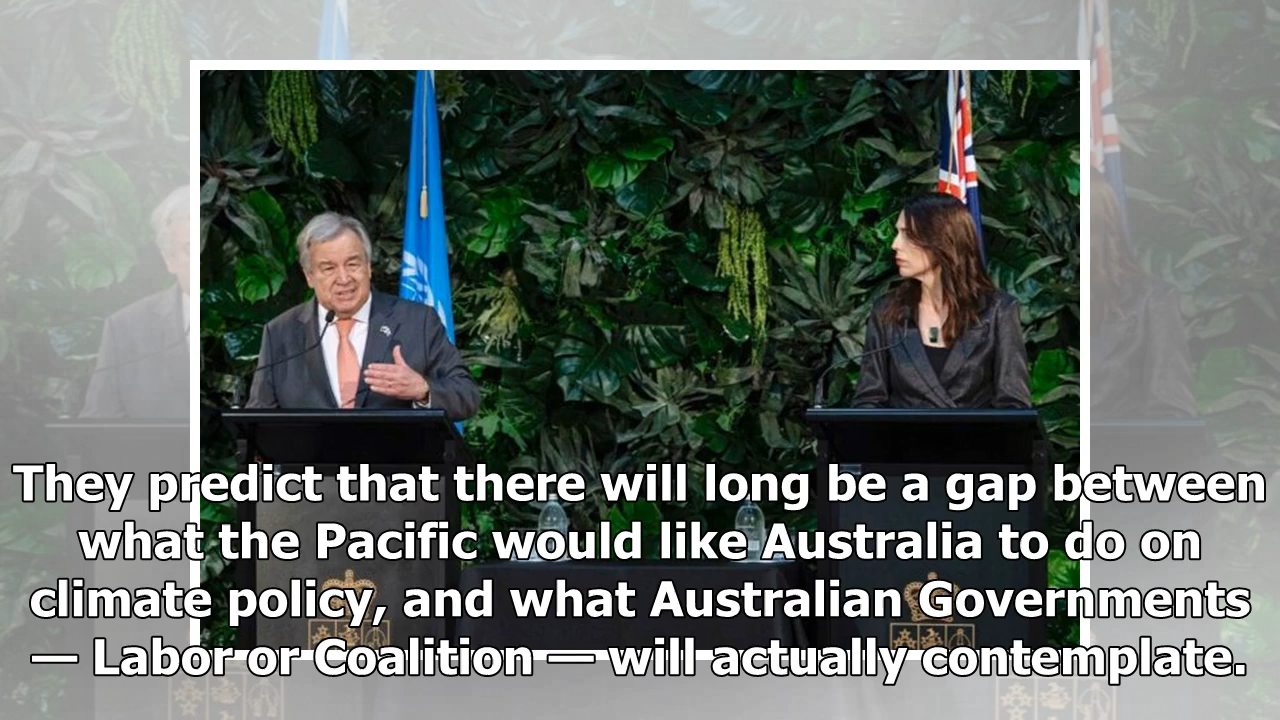 They predict that there will long be a gap between
what the Pacific would like Australia to do on
climate policy, and what Australian Governments
— Labor or Coalition — will actually contemplate.